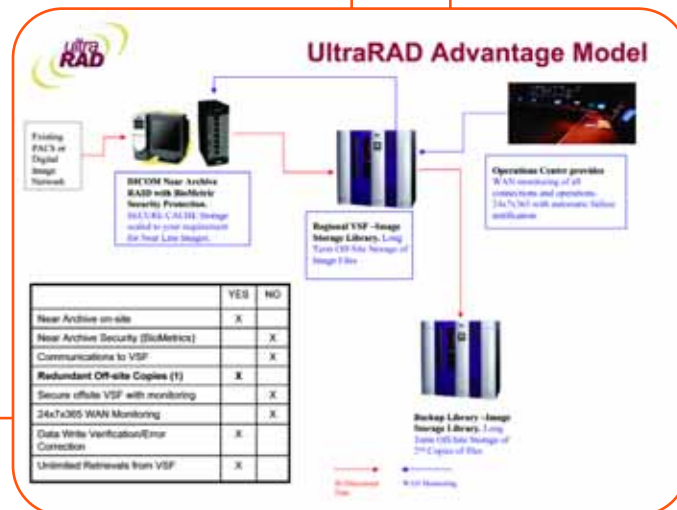 ultra
RAD
UltraRAD Advantage Model
Existing
PACS or
Digital
Image
Network
DICOM Near Archive
RAID with BioMetric
Security Protection.
SECURE CACHE Storage
scaled to your requirement
for Near Line Images.
Regional VSF –Image
Storage Library. Long
Term Off-Site Storage of
Image Files
Operations Center provides
WAN monitoring of all
connections and operations
24x7x365 with automatic failure
notification
YES NO
Near Archive on-site X
Near Archive Security (BioMetrics) X
Communications to VSF X
Redundant Off-site Copies (1) X
Secure offsite VSF with monitoring X
24x7x365 WAN Monitoring X
Data Write Verification/Error
Correction X
Unlimited Retrievals from VSF X
Backup Library –Image
Storage Library. Long
Term Off-Site Storage of
2nd Copies of files
Data
WAN Monitoring